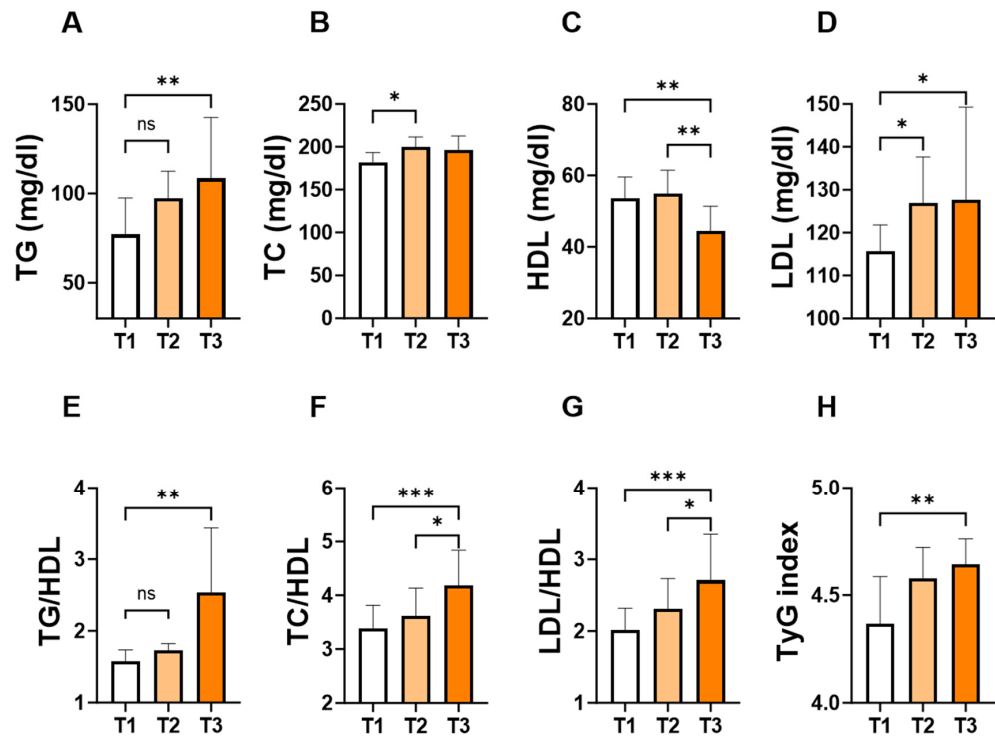 A
TG (mg/dl)
150
100
50
**
ns
T1 T2 T3
B
TC (mg/dl)
250
200
150
100
50
0
*
T1 T2 T3
C
HDL (mg/dl)
80
60
40
20
**
**
T1 T2 T3
D
LDL (mg/dl)
150
140
130
120
110
100
*
*
T1 T2 T3
E
TG/HDL
4
3
2
1
**
ns
T1 T2 T3
F
TC/HDL
6
5
4
3
2
***
*
T1 T2 T3
G
LDL/HDL
4
3
2
1
***
*
T1 T2 T3
H
TyG index
5.0
4.5
4.0
**
T1 T2 T3